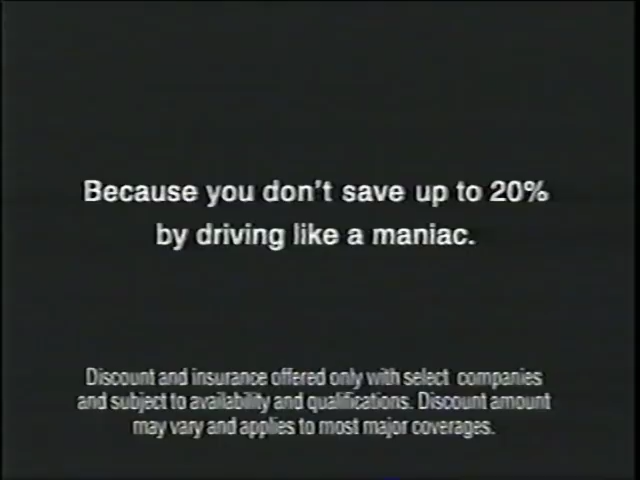 Because you don't save up to 20%
by driving like a maniac.
Discount and insurance offered only with select companies
and subject to availability and qualifications. Discount amount
may vary and applies to most major coverages.